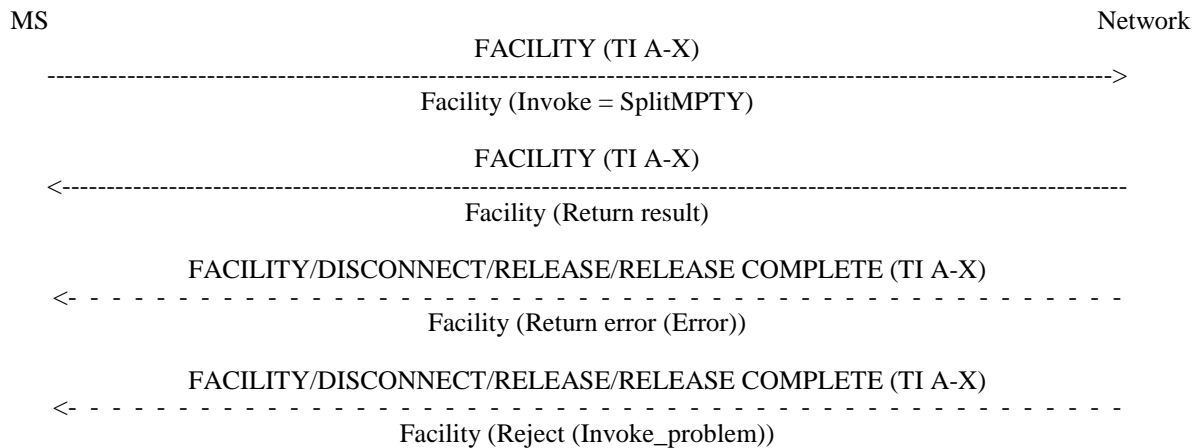 MS Network
FACILITY (TI A-X)
Facility (Invoke = SplitMPTY)
FACILITY (TI A-X)
Facility (Return result)
FACILITY/DISCONNECT/RELEASE/RELEASE COMPLETE (TI A-X)
Facility (Return error (Error))
FACILITY/DISCONNECT/RELEASE/RELEASE COMPLETE (TI A-X)
Facility (Reject (Invoke_problem))